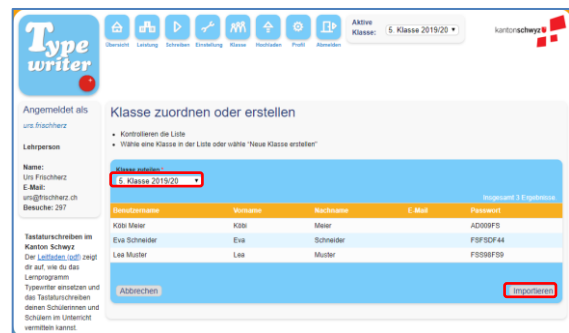 Type
writer
Übersicht Leistung Schreiben Einstellung Klasse Hochladen Profil Abmelden
Aktive
Klasse: 5. Klasse 2019/20
kantonschwyz
Angemeldet als
urs.frischherz
Lehrperson
Name:
Urs Frischherz
E-Mail:
urs@frischherz.ch
Besuche: 297
Tastaturschreiben im
Kanton Schwyz
Der Leitfaden (pdf) zeigt
dir auf, wie du das
Lernprogramm
Typewriter einsetzen und
das Tastaturschreiben
deinen Schülerinnen und
Schülern im Unterricht
vermitteln kannst.
Klasse zuordnen oder erstellen
Kontrollieren die Liste
Wähle eine Klasse in der Liste oder wähle "Neue Klasse erstellen"
Klasse zuteilen *
5. Klasse 2019/20
Insgesamt 3 Ergebnisse.
Benutzername Vorname Nachname E-Mail Passwort
Köbi Meier Köbi Meier AD009FS
Eva Schneider Eva Schneider FSFSDF44
Lea Muster Lea Muster FSS98FS9
Abbrechen Importieren